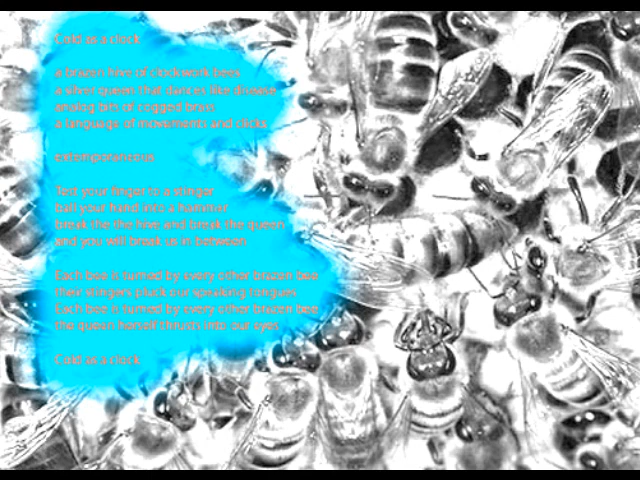 Cold as a clock
a brazen hive of clockwork bees
a silver queen that dances like disease
analog bits of cogged brass
a language of movements and clicks
extemporaneous
Test your finger to a stinger
ball your hand into a hammer
break the the hive and break the queen
and you will break us in between
Each bee is turned by every other brazen bee
their stingers pluck our speaking tongues
Each bee is turned by every other brazen bee
the queen herself thrusts into our eyes
Cold as a clock